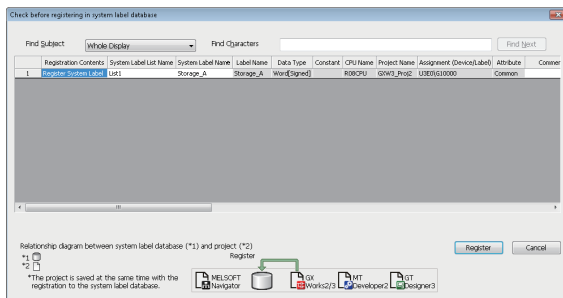 Check before registering in system label database
Find Subject Whole Display Find Characters Find Next
Registration Contents System Label List Name System Label Name Label Name Data Type Constant CPU Name Project Name Assignment (Device/Label) Attribute Commer
1 Register System Label List1 Storage_A Storage_A Word[Signed] R08CPU GXW3_Proj2 U3E0\G10000 Common
Relationship diagram between system label database (*1) and project (*2)
*1
*2
Register
Register Cancel
*The project is saved at the same time with the
registration to the system label database.
MELSOFT
Navigator
GX
Works2/3
MT
Developer2
GT
Designer3